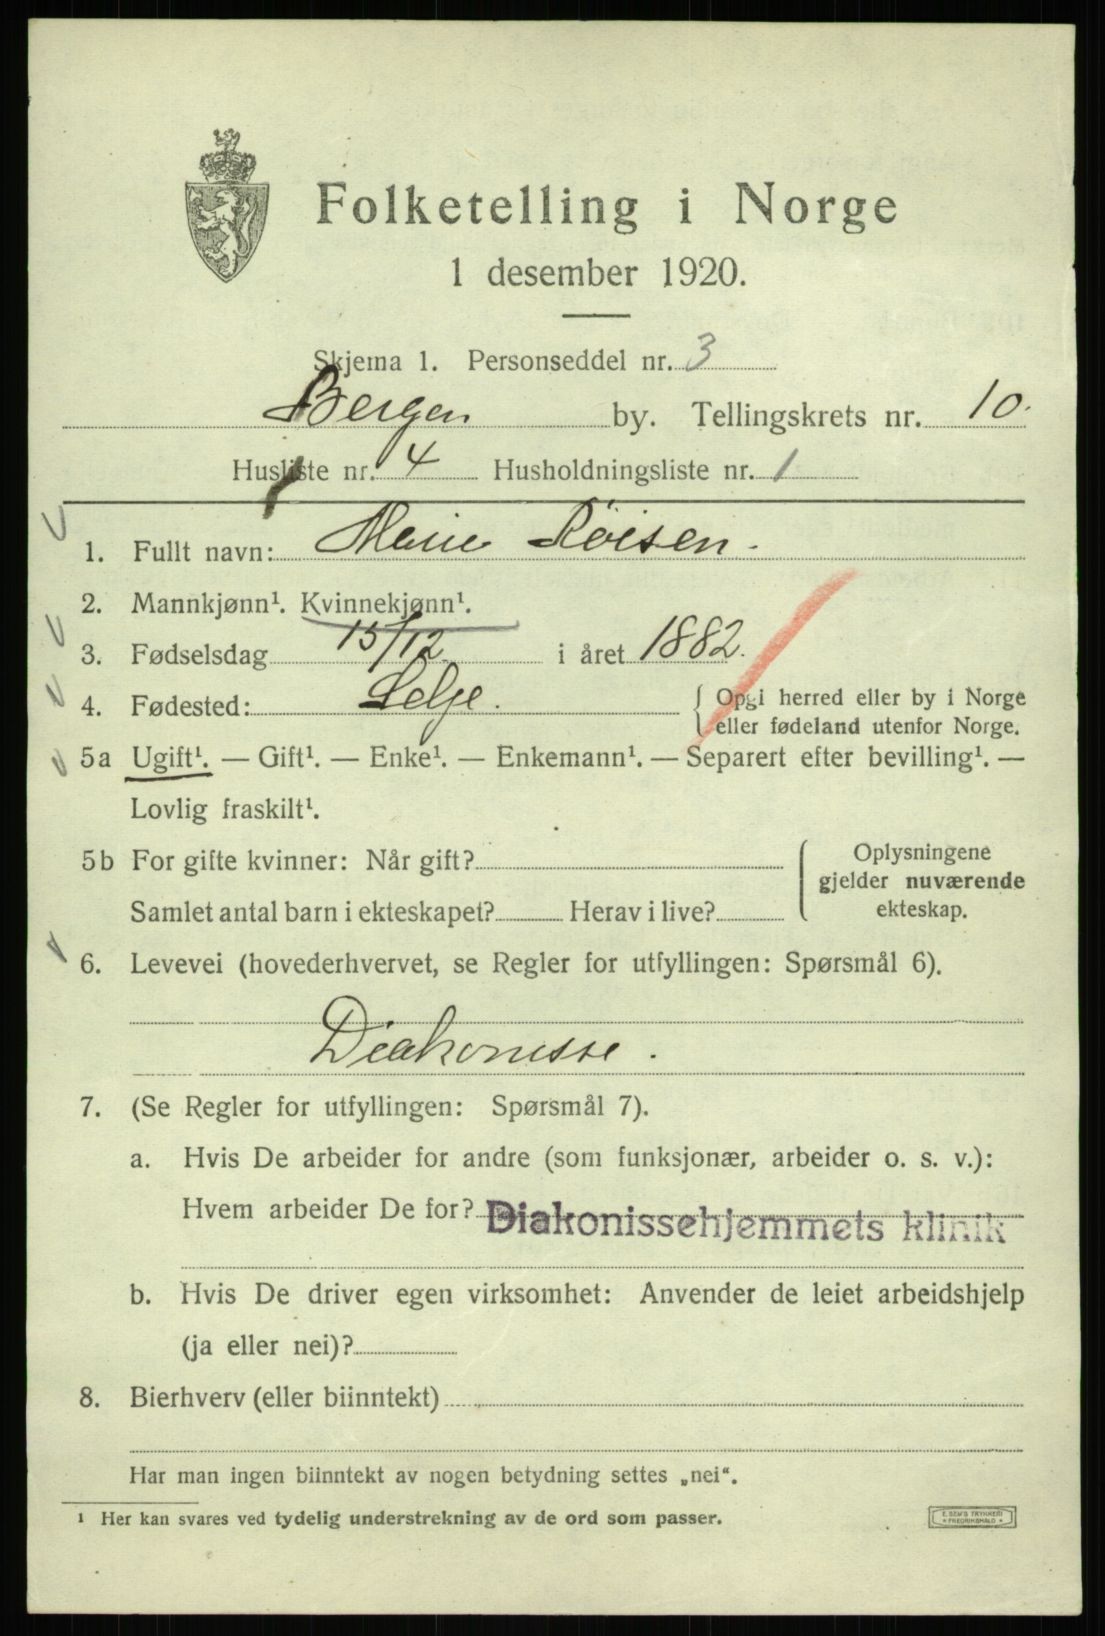 Folketelling i Norge
1 desember 1920.
Skjema 1. Personseddel nr. 3
Bergen by. Tellingskrets nr. 10.
Husliste nr. 4 Husholdningsliste nr. 1
1. Fullt navn: Marie Røisen.
2. Mannkjønn¹. Kvinnekjønn¹.
3. Fødselsdag 15/12 i året 1882.
4. Fødested: Selje. { Opgi herred eller by i Norge
eller fødeland utenfor Norge.
5a Ugift¹. — Gift¹. — Enke¹. — Enkemann¹. — Separert efter bevilling¹. —
Lovlig fraskilt¹.
5b For gifte kvinner: Når gift? { Oplysningene
gjelder nuværende
Samlet antal barn i ekteskapet? Herav i live? ekteskap.
6. Levevei (hovederhvervet, se Regler for utfyllingen: Spørsmål 6).
Diakonisse.
7. (Se Regler for utfyllingen: Spørsmål 7).
a. Hvis De arbeider for andre (som funksjonær, arbeider o. s. v.):
Hvem arbeider De for? Diakonissehjemmets klinik
b. Hvis De driver egen virksomhet: Anvender de leiet arbeidshjelp
(ja eller nei)?
8. Bierhverv (eller biinntekt)
Har man ingen biinntekt av nogen betydning settes „nei“.
¹ Her kan svares ved tydelig understrekning av de ord som passer.
E. SEM'S TRYKKERI
* FREDRIKSHALD *